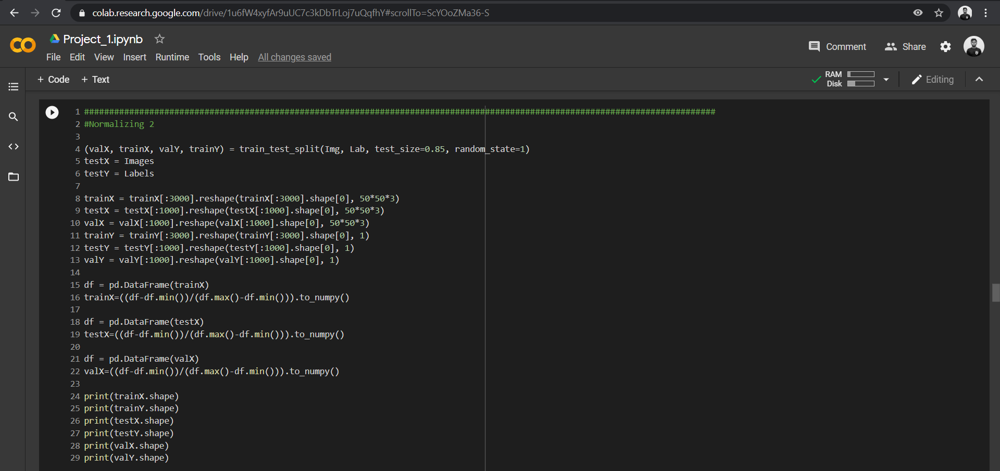 colab.research.google.com/drive/1u6fW4xyfAr9uUC7c3kDbTrLoj7uQqfhY#scrollTo=ScYOoZMa36-S
Project_1.ipynb
File Edit View Insert Runtime Tools Help All changes saved
Comment Share
+ Code + Text
RAM
Disk
Editing
1 ##############################################################################################################################
2 #Normalizing 2
3
4 (valX, trainX, valY, trainY) = train_test_split(Img, Lab, test_size=0.85, random_state=1)
5 testX = Images
6 testY = Labels
7
8 trainX = trainX[:3000].reshape(trainX[:3000].shape[0], 50*50*3)
9 testX = testX[:1000].reshape(testX[:1000].shape[0], 50*50*3)
10 valX = valX[:1000].reshape(valX[:1000].shape[0], 50*50*3)
11 trainY = trainY[:3000].reshape(trainY[:3000].shape[0], 1)
12 testY = testY[:1000].reshape(testY[:1000].shape[0], 1)
13 valY = valY[:1000].reshape(valY[:1000].shape[0], 1)
14
15 df = pd.DataFrame(trainX)
16 trainX=((df-df.min())/(df.max()-df.min())).to_numpy()
17
18 df = pd.DataFrame(testX)
19 testX=((df-df.min())/(df.max()-df.min())).to_numpy()
20
21 df = pd.DataFrame(valX)
22 valX=((df-df.min())/(df.max()-df.min())).to_numpy()
23
24 print(trainX.shape)
25 print(trainY.shape)
26 print(testX.shape)
27 print(testY.shape)
28 print(valX.shape)
29 print(valY.shape)